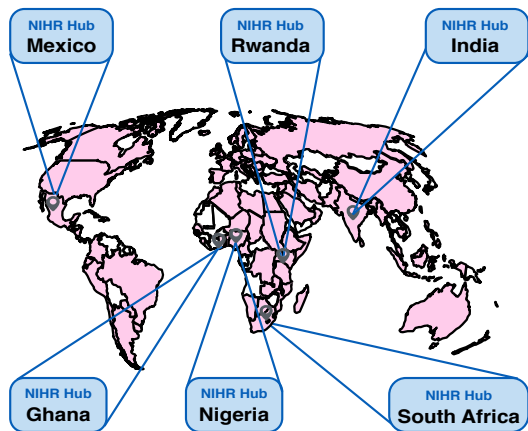 NIHR Hub
Mexico
NIHR Hub
Rwanda
NIHR Hub
India
NIHR Hub
Ghana
NIHR Hub
Nigeria
NIHR Hub
South Africa